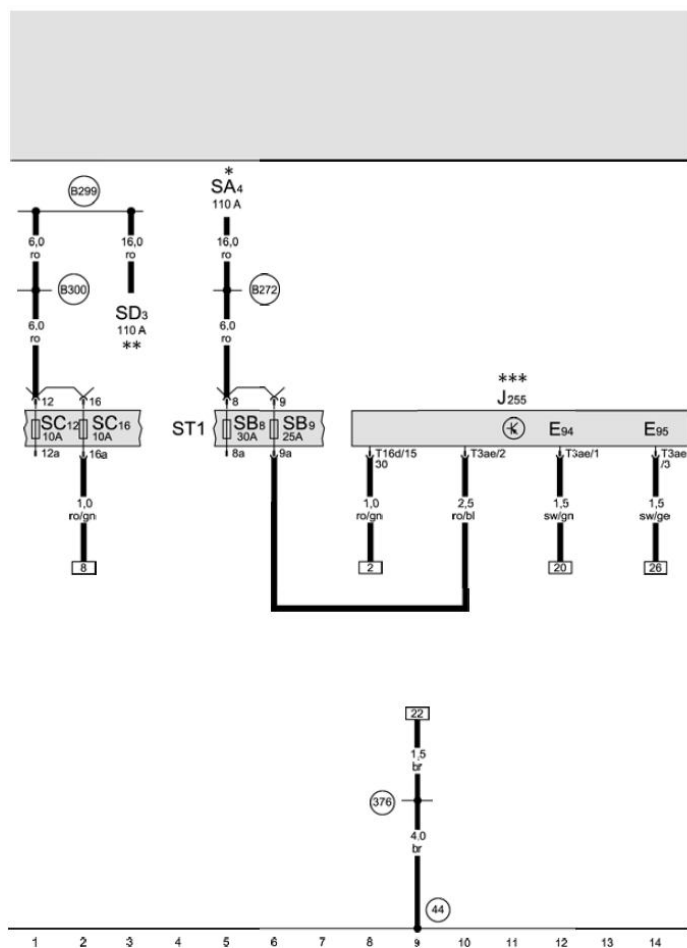 B299
*
SA4
110 A
6,0
ro
16,0
ro
16,0
ro
B300
B272
SD3
110 A
**
6,0
ro
6,0
ro
***
J255
12
16
8
9
SC12
10A
SC16
10A
ST1
SB8
30A
SB9
25A
E94
E95
12a
16a
8a
9a
T16d/15
30
T3ae/2
T3ae/1
T3ae
/3
1,0
ro/gn
1,0
ro/gn
2,5
ro/bl
1,5
sw/gn
1,5
sw/ge
8
2
20
26
22
1,5
br
376
4,0
br
44
1 2 3 4 5 6 7 8 9 10 11 12 13 14